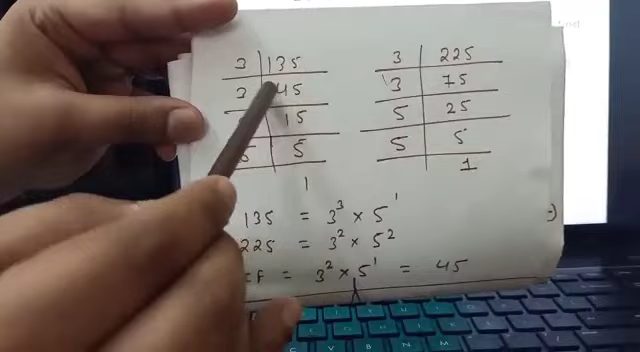 3 | 135
3 | 45
15
5 | 5
1
3 | 225
3 | 75
5 | 25
5 | 5
1
135 = 3³ × 5¹
225 = 3² × 5²
CF = 3² × 5¹ = 45